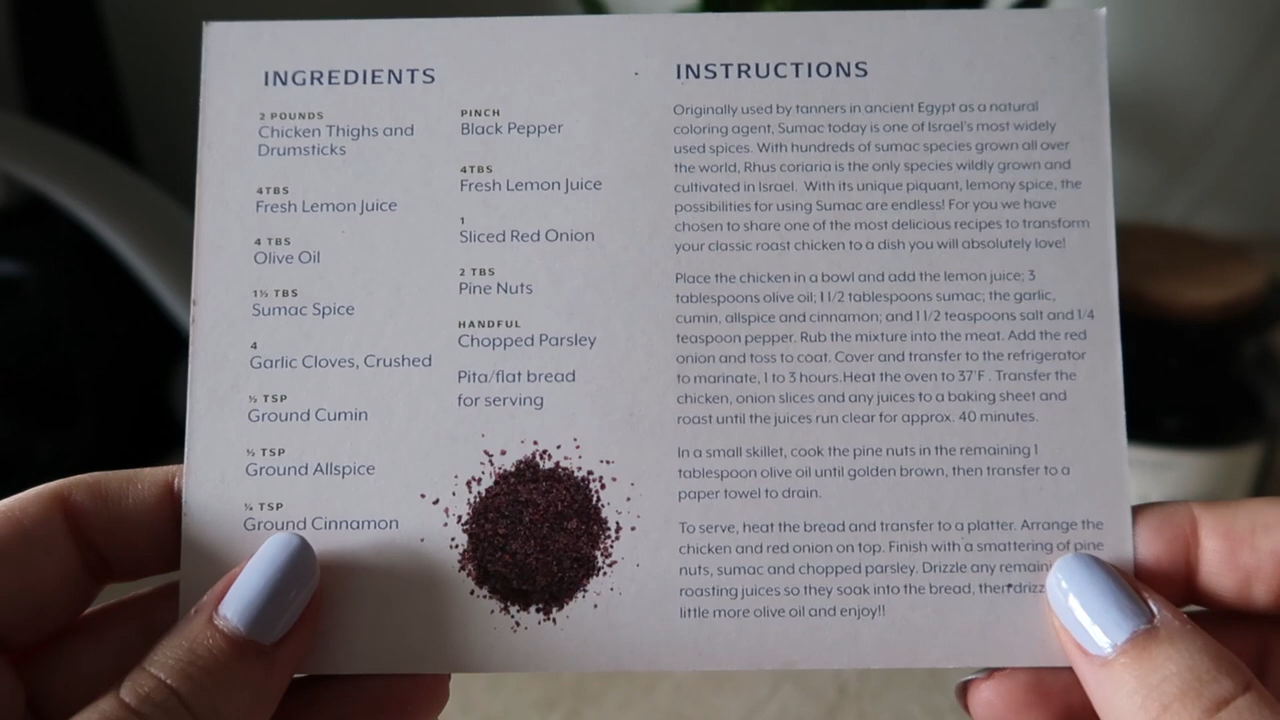 INGREDIENTS
2 POUNDS
Chicken Thighs and
Drumsticks
4TBS
Fresh Lemon Juice
4 TBS
Olive Oil
1½ TBS
Sumac Spice
4
Garlic Cloves, Crushed
½ TSP
Ground Cumin
½ TSP
Ground Allspice
¼ TSP
Ground Cinnamon
PINCH
Black Pepper
4TBS
Fresh Lemon Juice
1
Sliced Red Onion
2 TBS
Pine Nuts
HANDFUL
Chopped Parsley
Pita/flat bread
for serving
INSTRUCTIONS
Originally used by tanners in ancient Egypt as a natural
coloring agent, Sumac today is one of Israel's most widely
used spices. With hundreds of sumac species grown all over
the world, Rhus coriaria is the only species wildly grown and
cultivated in Israel. With its unique piquant, lemony spice, the
possibilities for using Sumac are endless! For you we have
chosen to share one of the most delicious recipes to transform
your classic roast chicken to a dish you will absolutely love!
Place the chicken in a bowl and add the lemon juice; 3
tablespoons olive oil; 1 1/2 tablespoons sumac; the garlic,
cumin, allspice and cinnamon; and 1 1/2 teaspoons salt and 1/4
teaspoon pepper. Rub the mixture into the meat. Add the red
onion and toss to coat. Cover and transfer to the refrigerator
to marinate, 1 to 3 hours.Heat the oven to 37'F . Transfer the
chicken, onion slices and any juices to a baking sheet and
roast until the juices run clear for approx. 40 minutes.
In a small skillet, cook the pine nuts in the remaining 1
tablespoon olive oil until golden brown, then transfer to a
paper towel to drain.
To serve, heat the bread and transfer to a platter. Arrange the
chicken and red onion on top. Finish with a smattering of pine
nuts, sumac and chopped parsley. Drizzle any
roasting juices so they soak into the bread, then
little more olive oil and enjoy!!